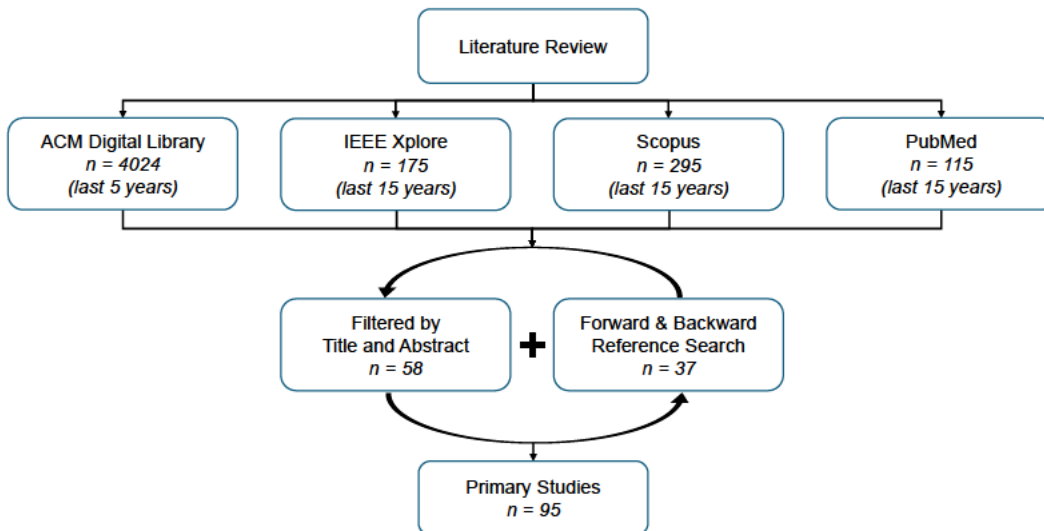 Literature Review
ACM Digital Library
n = 4024
(last 5 years)
IEEE Xplore
n = 175
(last 15 years)
Scopus
n = 295
(last 15 years)
PubMed
n = 115
(last 15 years)
Filtered by
Title and Abstract
n = 58
+
Forward & Backward
Reference Search
n = 37
Primary Studies
n = 95